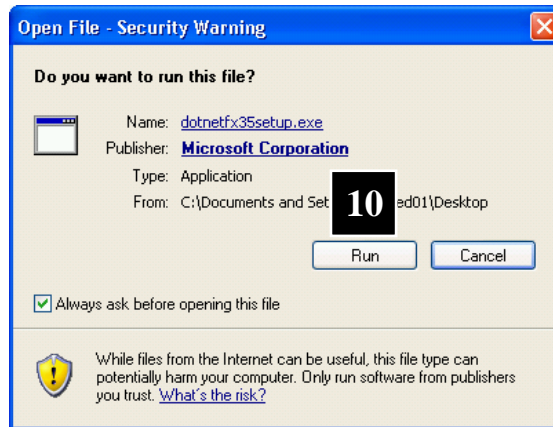 Open File - Security Warning
Do you want to run this file?
Name: dotnetfx35setup.exe
Publisher: Microsoft Corporation
Type: Application
From: C:\Documents and Set ed01\Desktop
10
Run Cancel
Always ask before opening this file
While files from the Internet can be useful, this file type can
potentially harm your computer. Only run software from publishers
you trust. What's the risk?